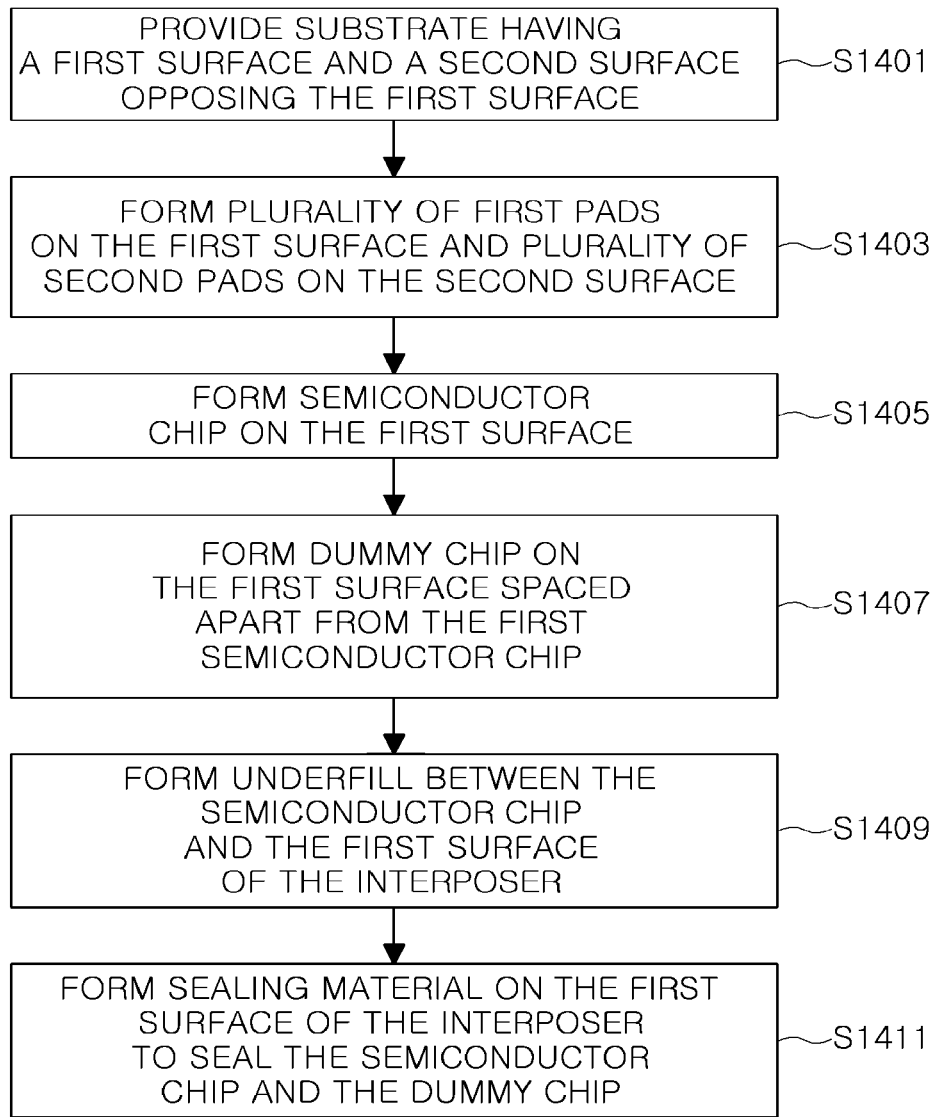 PROVIDE SUBSTRATE HAVING
A FIRST SURFACE AND A SECOND SURFACE
OPPOSING THE FIRST SURFACE
S1401
FORM PLURALITY OF FIRST PADS
ON THE FIRST SURFACE AND PLURALITY OF
SECOND PADS ON THE SECOND SURFACE
S1403
FORM SEMICONDUCTOR
CHIP ON THE FIRST SURFACE
S1405
FORM DUMMY CHIP ON
THE FIRST SURFACE SPACED
APART FROM THE FIRST
SEMICONDUCTOR CHIP
S1407
FORM UNDERFILL BETWEEN THE
SEMICONDUCTOR CHIP
AND THE FIRST SURFACE
OF THE INTERPOSER
S1409
FORM SEALING MATERIAL ON THE FIRST
SURFACE OF THE INTERPOSER
TO SEAL THE SEMICONDUCTOR
CHIP AND THE DUMMY CHIP
S1411